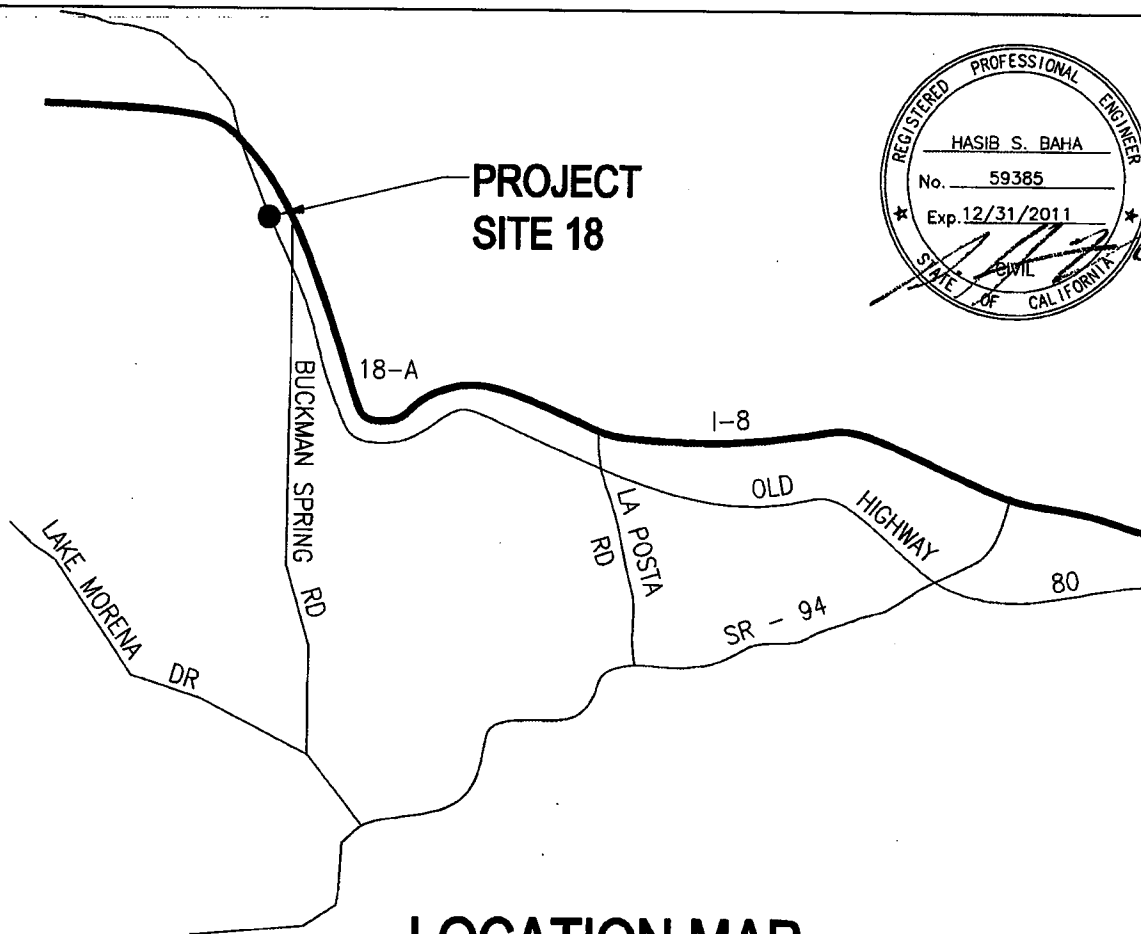 PROJECT
SITE 18
REGISTERED PROFESSIONAL ENGINEER
HASIB S. BAHA
No. 59385
Exp. 12/31/2011
CIVIL
STATE OF CALIFORNIA
18-A
I-8
BUCKMAN SPRING RD
LA POSTA
RD
OLD
HIGHWAY
80
SR - 94
LAKE MORENA
DR
LOCATION MAP